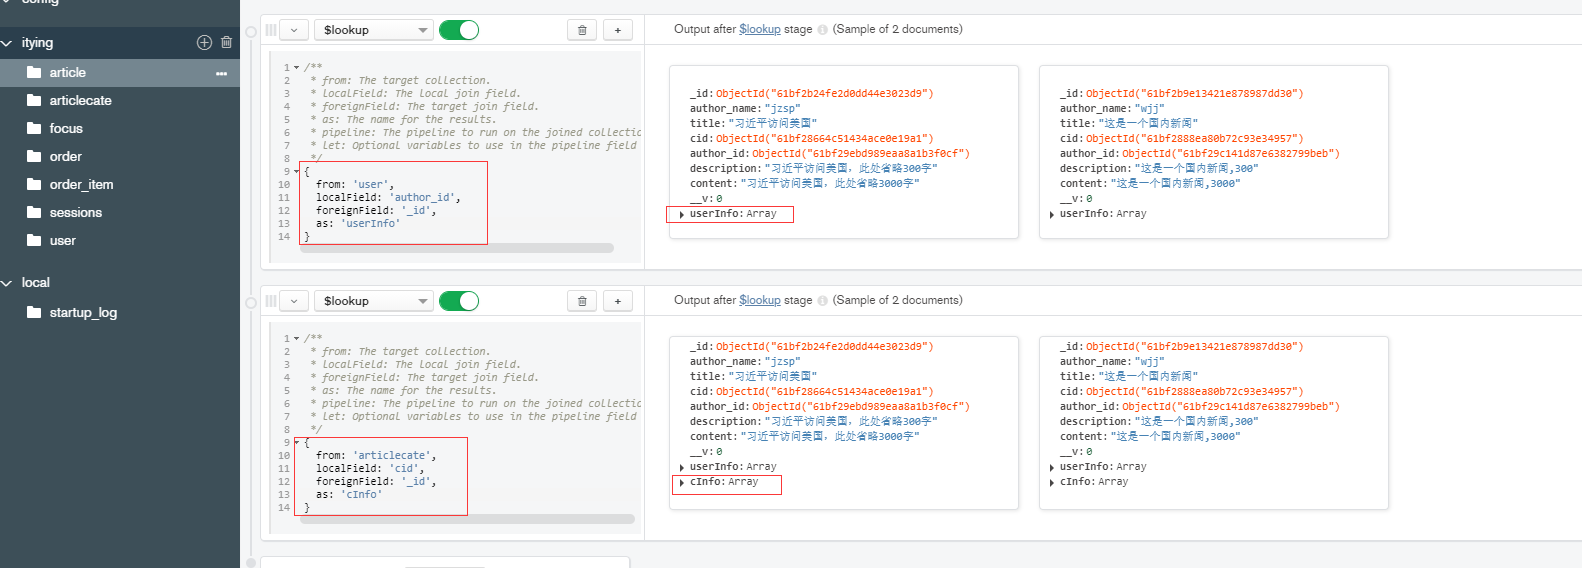 config
itying
article
articlecate
focus
order
order_item
sessions
user
local
startup_log
$lookup
+
Output after $lookup stage (Sample of 2 documents)
1 /**
2 * from: The target collection.
3 * localField: The local join field.
4 * foreignField: The target join field.
5 * as: The name for the results.
6 * pipeline: The pipeline to run on the joined collectic
7 * let: Optional variables to use in the pipeline field
8 */
9 {
10 from: 'user',
11 localField: 'author_id',
12 foreignField: '_id',
13 as: 'userInfo'
14 }
_id: ObjectId("61bf2b24fe2d0dd44e3023d9")
author_name: "jzsp"
title: "习近平访问美国"
cid: ObjectId("61bf28664c51434ace0e19a1")
author_id: ObjectId("61bf29ebd989eaa8a1b3f0cf")
description: "习近平访问美国，此处省略300字"
content: "习近平访问美国，此处省略3000字"
__v: 0
userInfo: Array
_id: ObjectId("61bf2b9e13421e878987dd30")
author_name: "wjj"
title: "这是一个国内新闻"
cid: ObjectId("61bf2888ea80b72c93e34957")
author_id: ObjectId("61bf29c141d87e6382799beb")
description: "这是一个国内新闻,300"
content: "这是一个国内新闻,3000"
__v: 0
userInfo: Array
$lookup
+
Output after $lookup stage (Sample of 2 documents)
1 /**
2 * from: The target collection.
3 * localField: The local join field.
4 * foreignField: The target join field.
5 * as: The name for the results.
6 * pipeline: The pipeline to run on the joined collectic
7 * let: Optional variables to use in the pipeline field
8 */
9 {
10 from: 'articlecate',
11 localField: 'cid',
12 foreignField: '_id',
13 as: 'cInfo'
14 }
_id: ObjectId("61bf2b24fe2d0dd44e3023d9")
author_name: "jzsp"
title: "习近平访问美国"
cid: ObjectId("61bf28664c51434ace0e19a1")
author_id: ObjectId("61bf29ebd989eaa8a1b3f0cf")
description: "习近平访问美国，此处省略300字"
content: "习近平访问美国，此处省略3000字"
__v: 0
userInfo: Array
cInfo: Array
_id: ObjectId("61bf2b9e13421e878987dd30")
author_name: "wjj"
title: "这是一个国内新闻"
cid: ObjectId("61bf2888ea80b72c93e34957")
author_id: ObjectId("61bf29c141d87e6382799beb")
description: "这是一个国内新闻,300"
content: "这是一个国内新闻,3000"
__v: 0
userInfo: Array
cInfo: Array